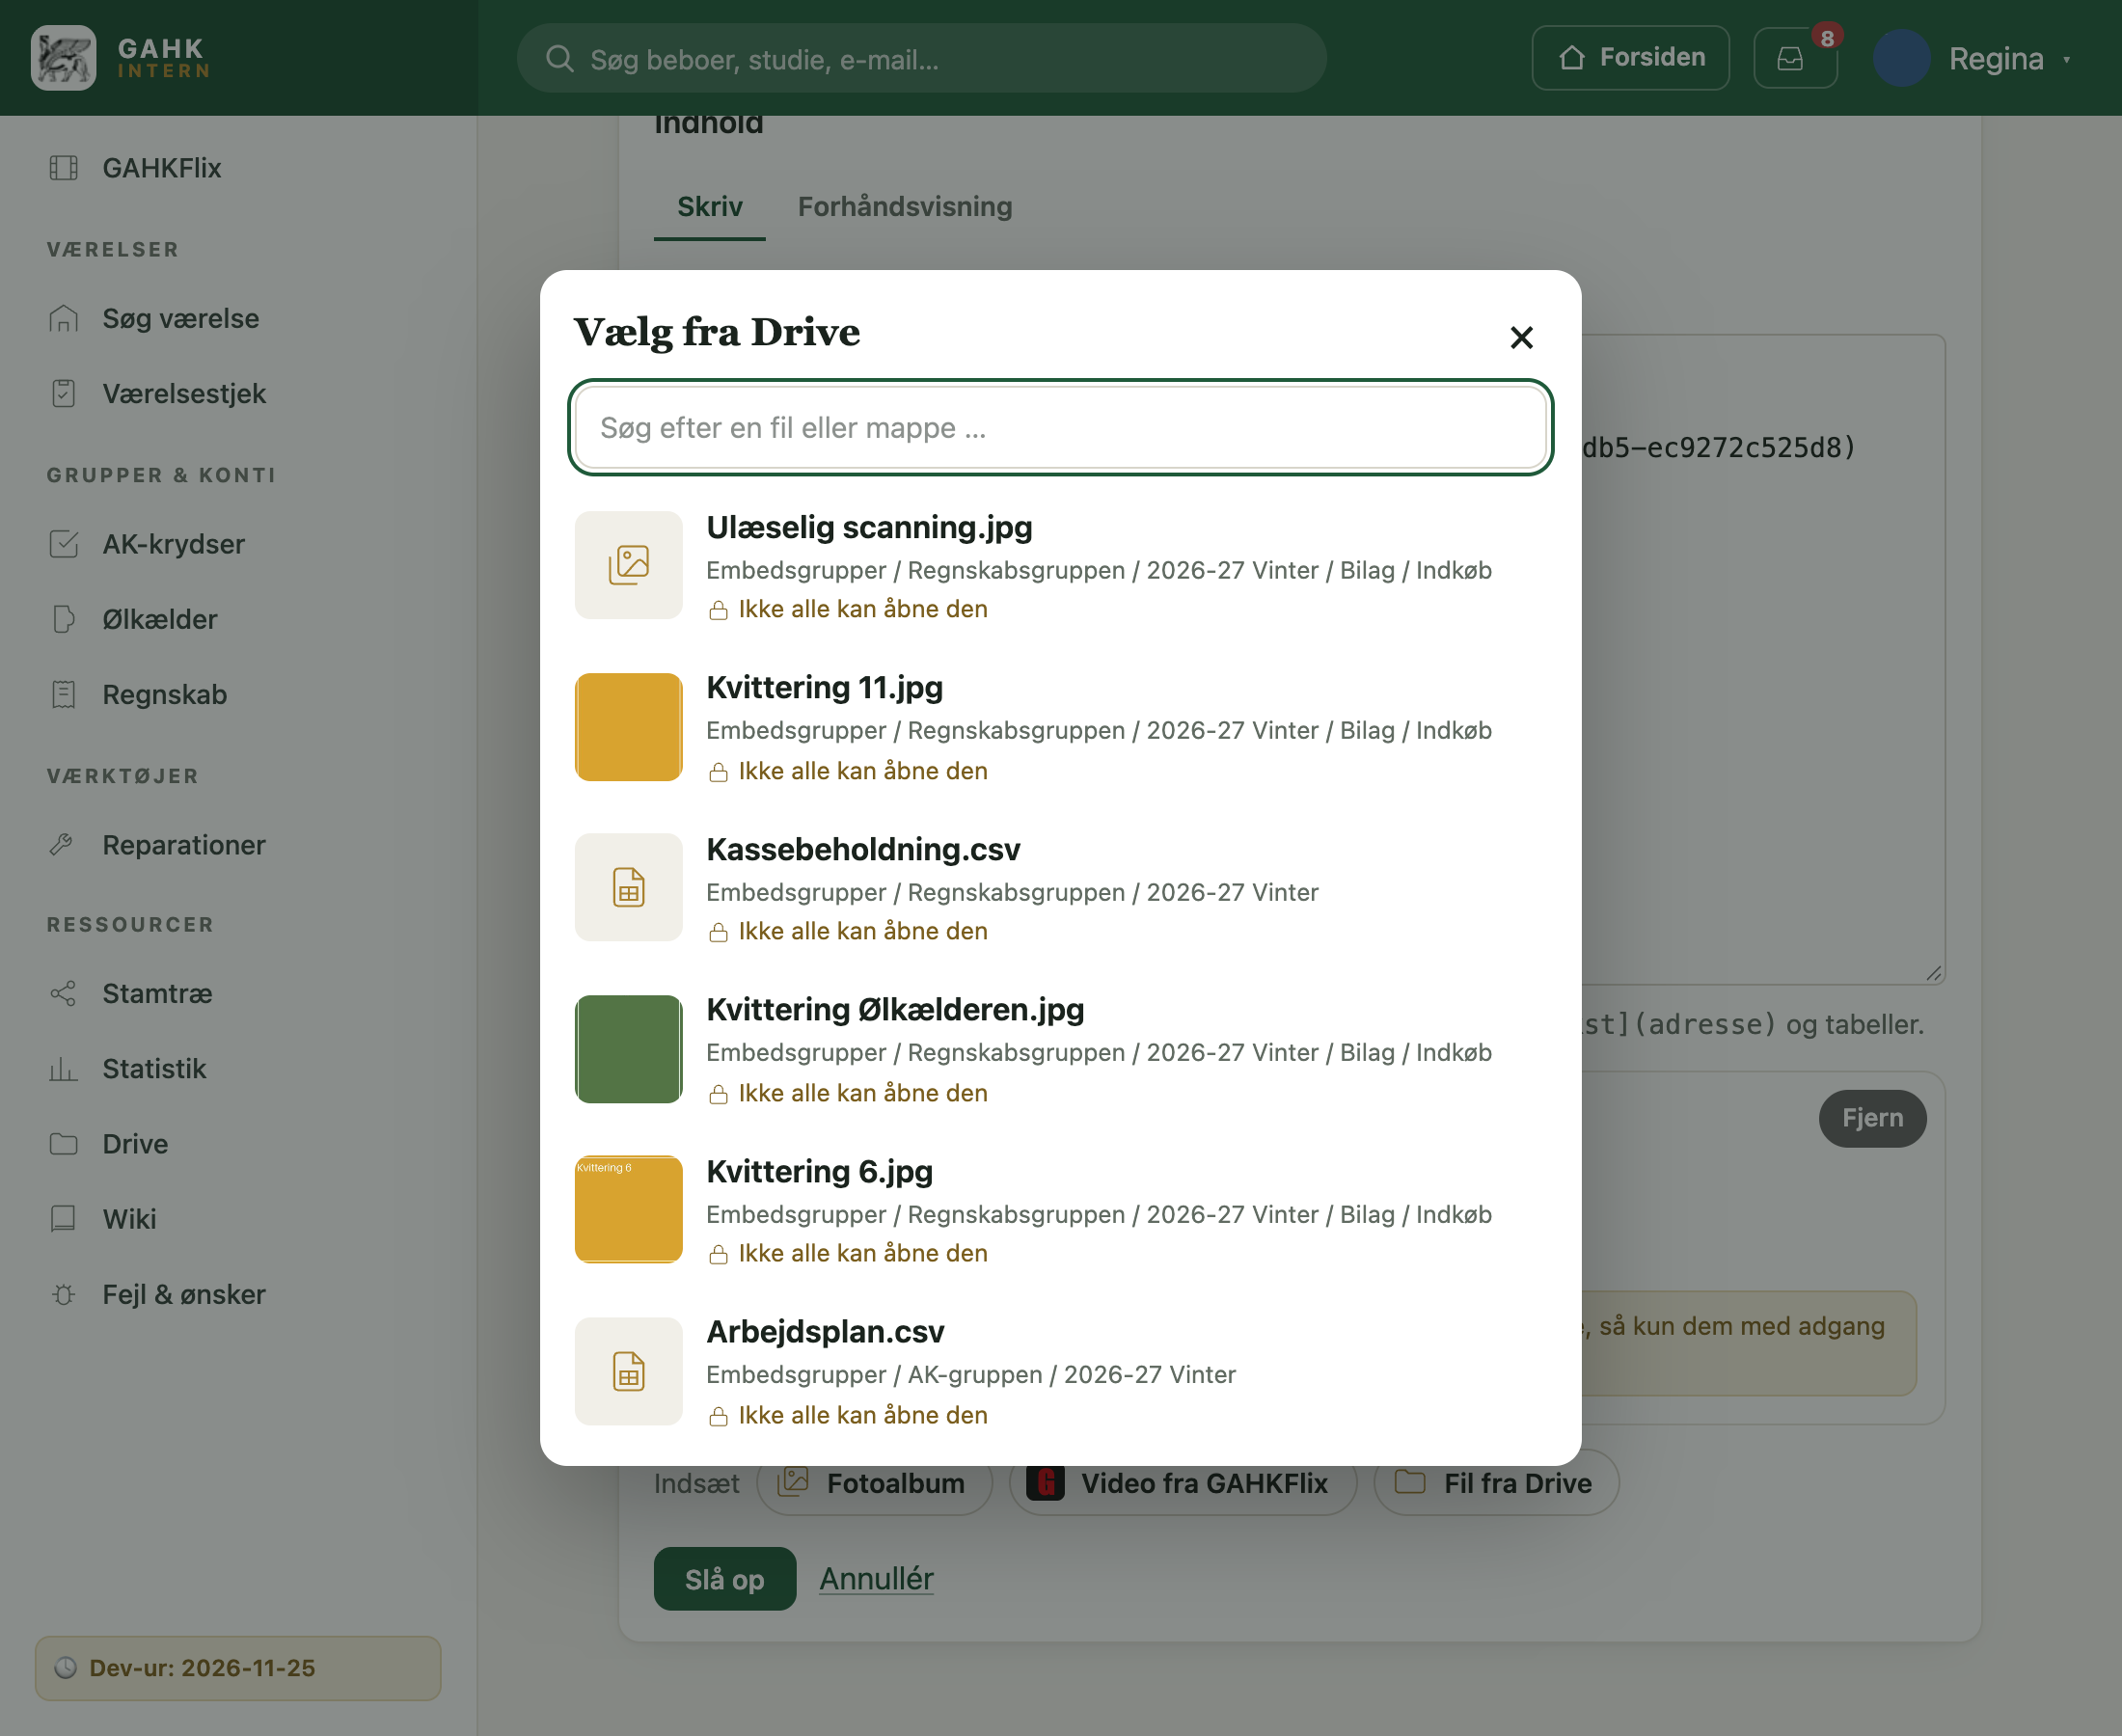 GAHK
INTERN
Søg beboer, studie, e-mail...
Forsiden
8
Regina
GAHKFlix
VÆRELSER
Søg værelse
Værelsestjek
GRUPPER & KONTI
AK-krydser
Ølkælder
Regnskab
VÆRKTØJER
Reparationer
RESSOURCER
Stamtræ
Statistik
Drive
Wiki
Fejl & ønsker
Dev-ur: 2026-11-25
Indhold
Skriv
Forhåndsvisning
db5-ec9272c525d8)
](adresse) og tabeller.
Fjern
så kun dem med adgang
Vælg fra Drive
Søg efter en fil eller mappe ...
Ulæselig scanning.jpg
Embedsgrupper / Regnskabsgruppen / 2026-27 Vinter / Bilag / Indkøb
Ikke alle kan åbne den
Kvittering 11.jpg
Embedsgrupper / Regnskabsgruppen / 2026-27 Vinter / Bilag / Indkøb
Ikke alle kan åbne den
Kassebeholdning.csv
Embedsgrupper / Regnskabsgruppen / 2026-27 Vinter
Ikke alle kan åbne den
Kvittering Ølkælderen.jpg
Embedsgrupper / Regnskabsgruppen / 2026-27 Vinter / Bilag / Indkøb
Ikke alle kan åbne den
Kvittering 6
Kvittering 6.jpg
Embedsgrupper / Regnskabsgruppen / 2026-27 Vinter / Bilag / Indkøb
Ikke alle kan åbne den
Arbejdsplan.csv
Embedsgrupper / AK-gruppen / 2026-27 Vinter
Ikke alle kan åbne den
Indsæt
Fotoalbum
G
Video fra GAHKFlix
Fil fra Drive
Slå op
Annullér